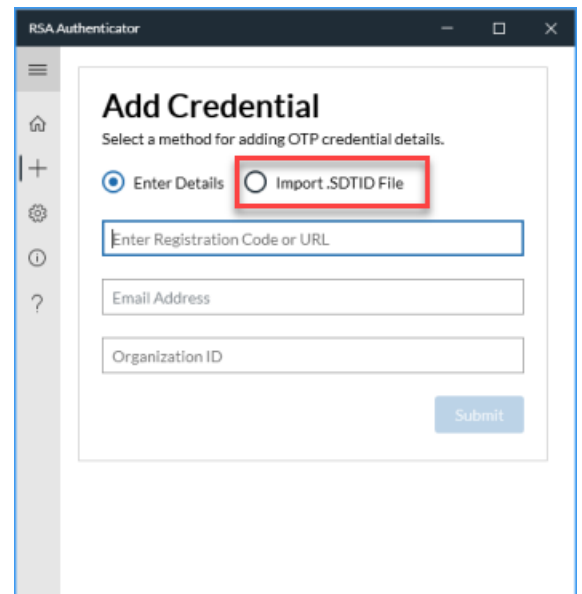 RSA Authenticator
Add Credential
Select a method for adding OTP credential details.
Enter Details Import .SDTID File
Enter Registration Code or URL
Email Address
Organization ID
Submit